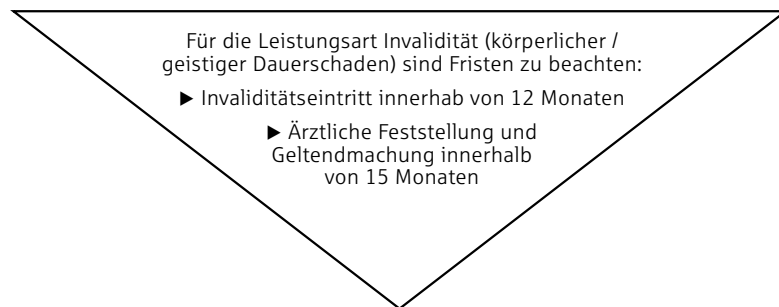 Für die Leistungsart Invalidität (körperlicher /
geistiger Dauerschaden) sind Fristen zu beachten:
▶ Invaliditätseintritt innerhab von 12 Monaten
▶ Ärztliche Feststellung und
Geltendmachung innerhalb
von 15 Monaten